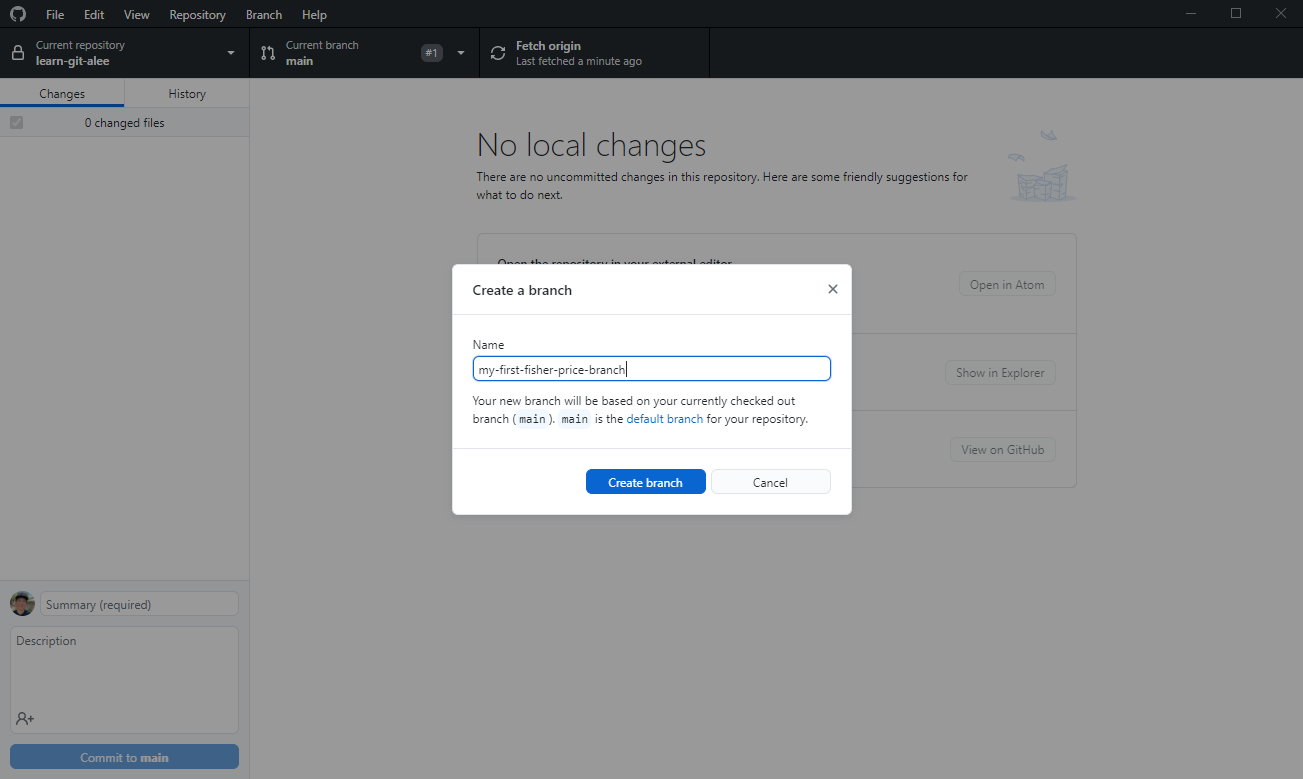 File Edit View Repository Branch Help
Current repository
learn-git-alee
Current branch
main
#1
Fetch origin
Last fetched a minute ago
Changes History
0 changed files
No local changes
There are no uncommitted changes in this repository. Here are some friendly suggestions for
what to do next.
Open the repository in your external editor
Open in Atom
Show in Explorer
View on GitHub
Create a branch
Name
my-first-fisher-price-branch
Your new branch will be based on your currently checked out
branch (main). main is the default branch for your repository.
Create branch Cancel
Summary (required)
Description
Commit to main